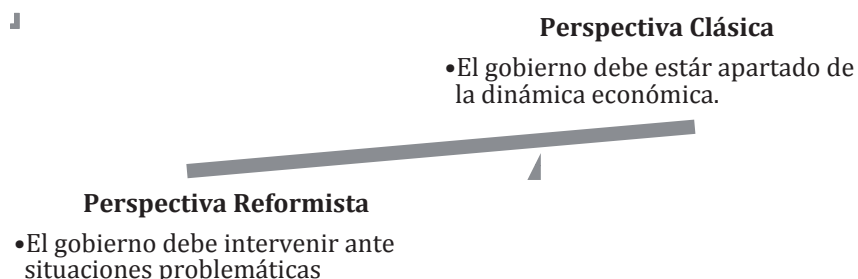 Perspectiva Clásica
•El gobierno debe estár apartado de
la dinámica económica.
Perspectiva Reformista
•El gobierno debe intervenir ante
situaciones problemáticas